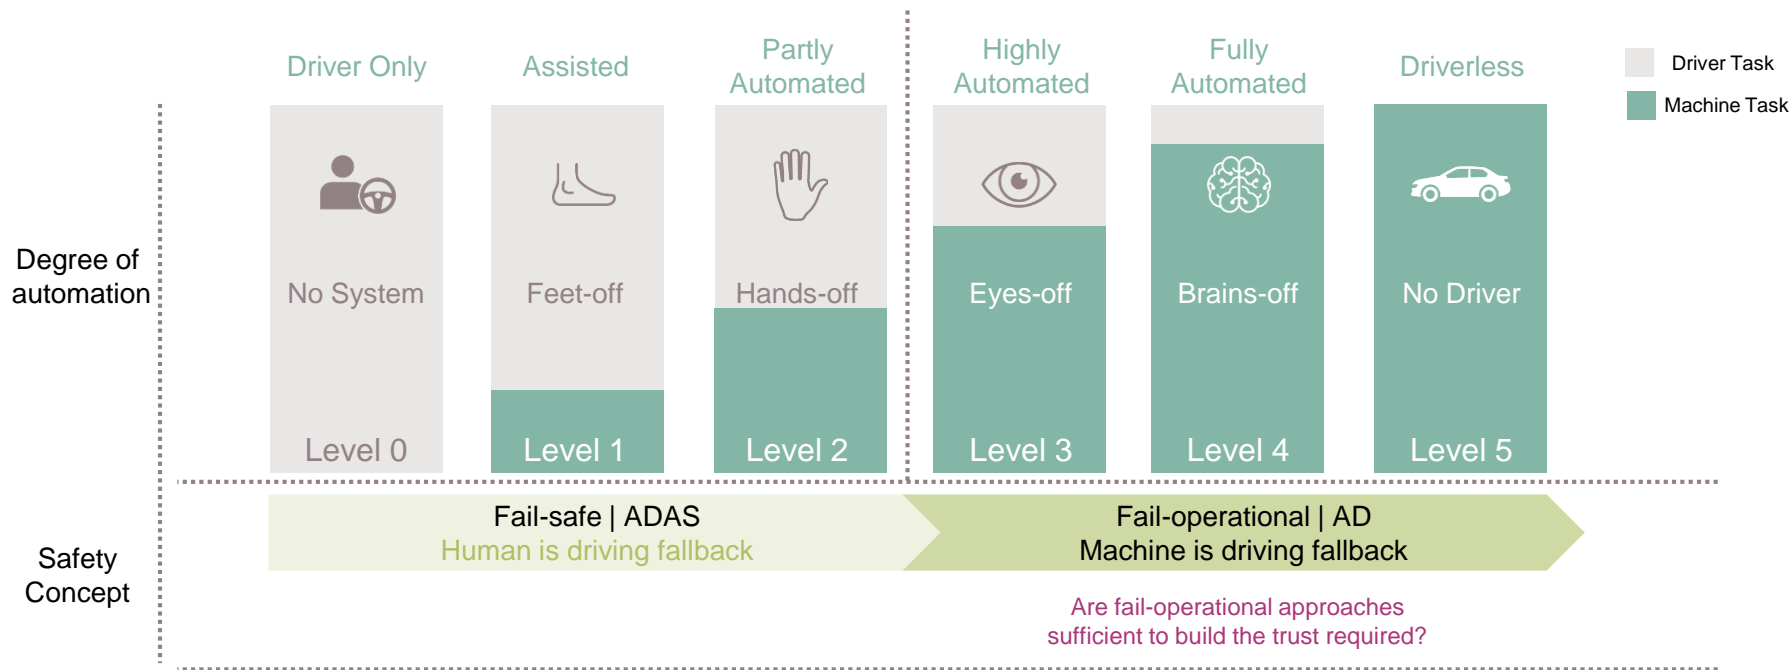 Driver Only
Assisted
Partly
Automated
Highly
Automated
Fully
Automated
Driverless
Driver Task
Machine Task
Degree of
automation
No System
Feet-off
Hands-off
Eyes-off
Brains-off
No Driver
Level 0
Level 1
Level 2
Level 3
Level 4
Level 5
Safety
Concept
Fail-safe | ADAS
Human is driving fallback
Fail-operational | AD
Machine is driving fallback
Are fail-operational approaches
sufficient to build the trust required?